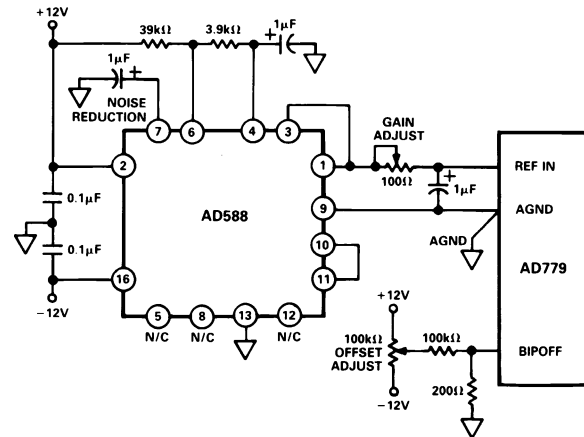 +12V
39kΩ
3.9kΩ
+
1μF
1μF
+
NOISE
REDUCTION
7
6
4
3
GAIN
ADJUST
2
1
100Ω
+
1μF
REF IN
0.1μF
AD588
9
AGND
AGND
10
AD779
0.1μF
11
16
−12V
5
8
13
12
N/C
N/C
N/C
+12V
100kΩ
OFFSET
ADJUST
100kΩ
BIPOFF
200Ω
−12V